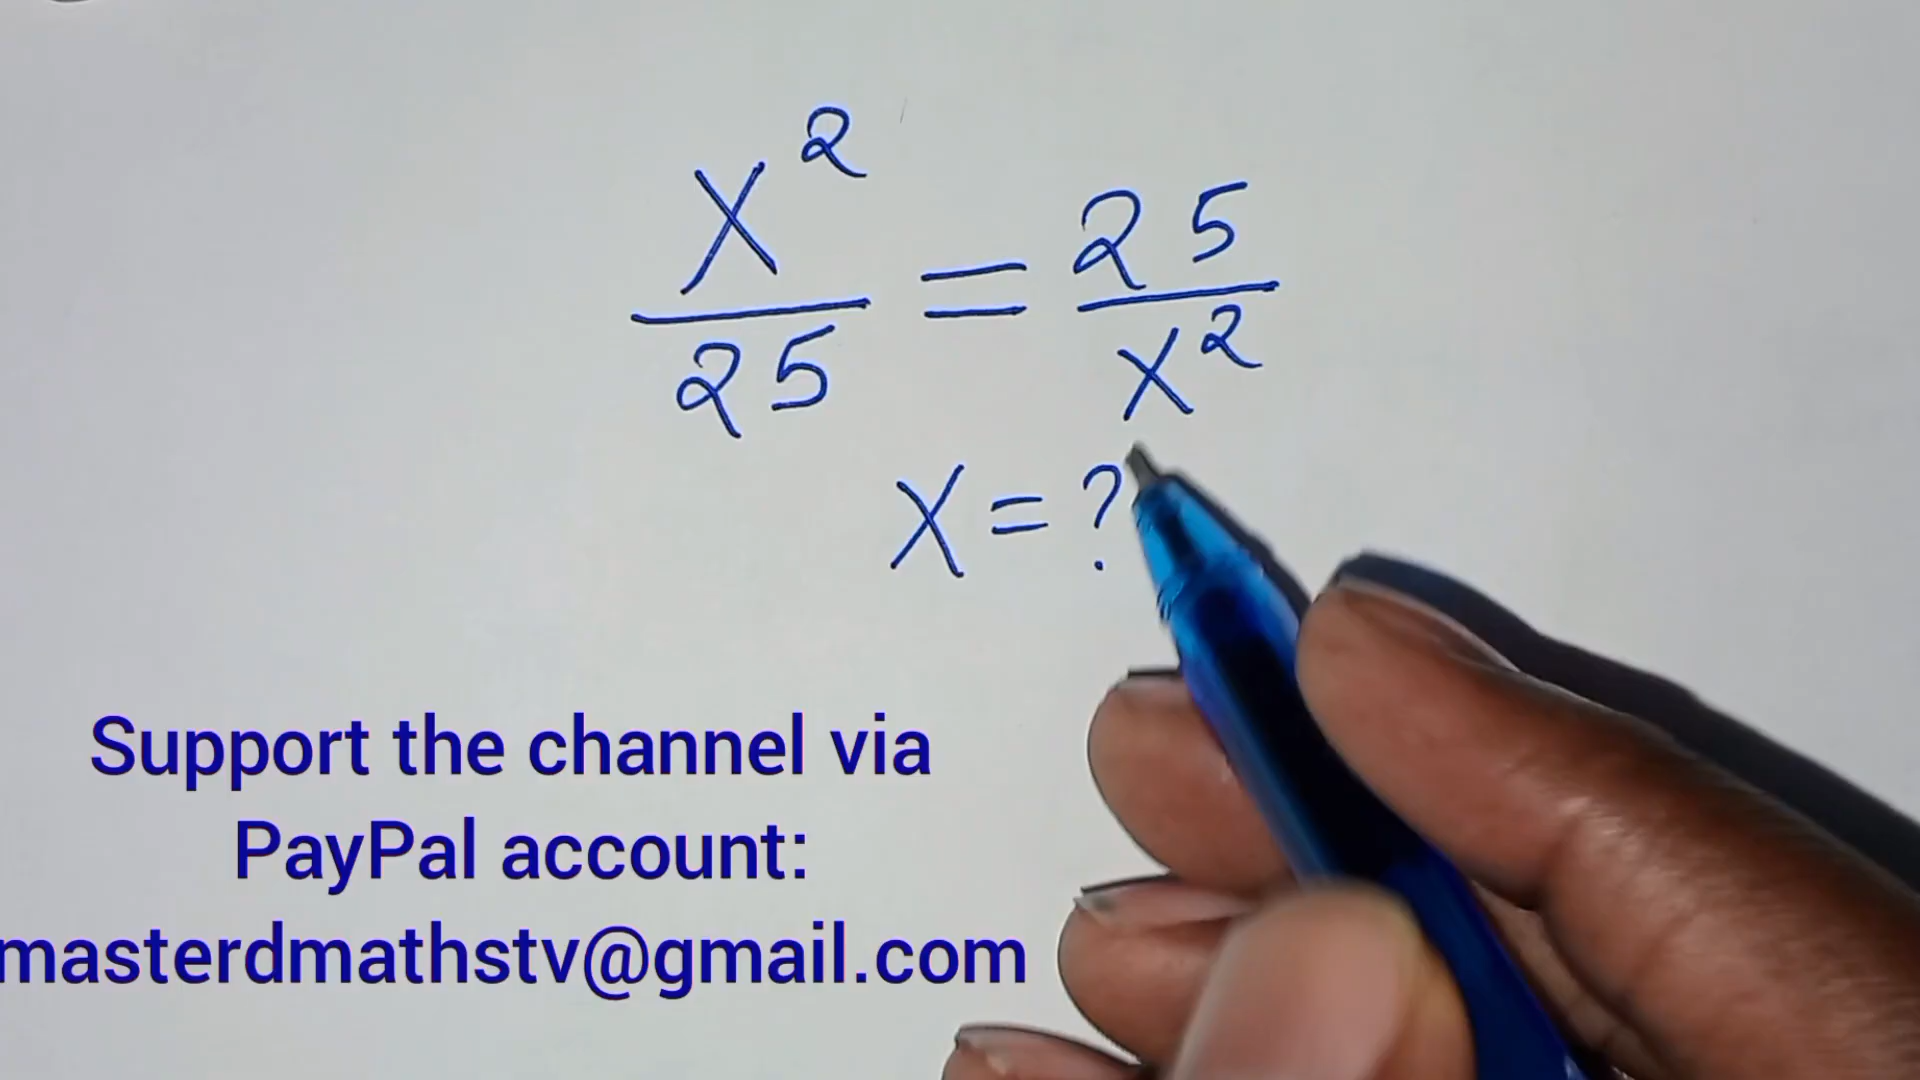 x²/25 = 25/x²
x = ?
Support the channel via
PayPal account:
masterdmathstv@gmail.com